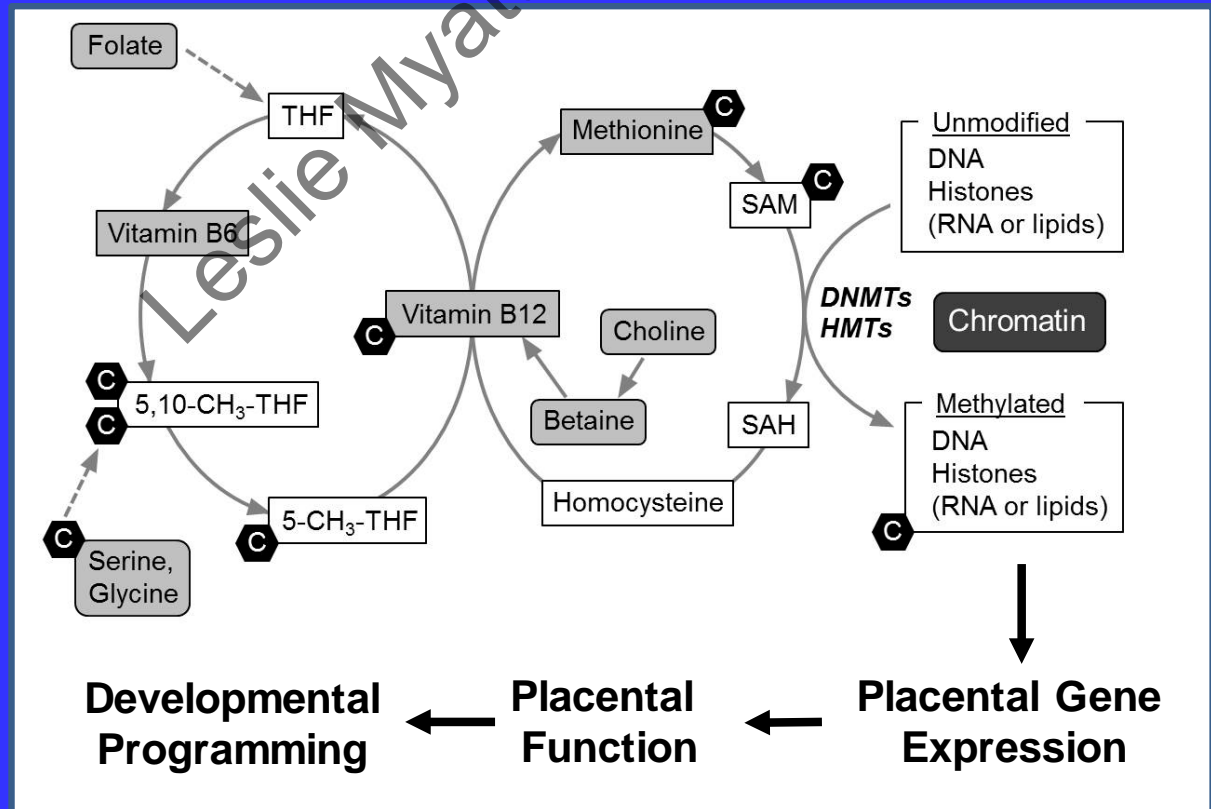 Leslie Myat
Folate
THF
Vitamin B6
C
C
5,10-CH₃-THF
C
Serine,
Glycine
C
5-CH₃-THF
C
Vitamin B12
Methionine
C
SAM
C
Choline
Betaine
SAH
Homocysteine
Unmodified
DNA
Histones
(RNA or lipids)
DNMTs
HMTs
Chromatin
Methylated
DNA
Histones
(RNA or lipids)
C
Developmental
Programming
Placental
Function
Placental Gene
Expression